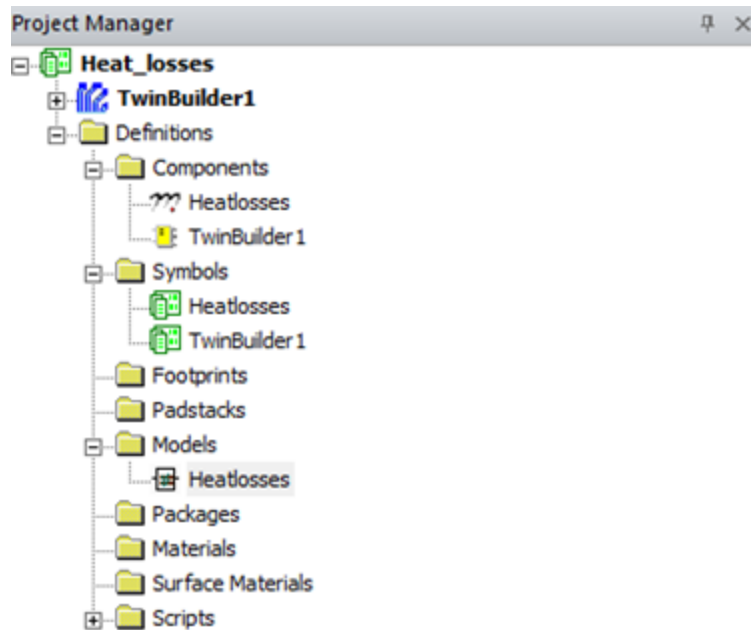 Project Manager
Heat_losses
TwinBuilder1
Definitions
Components
Heatlosses
TwinBuilder1
Symbols
Heatlosses
TwinBuilder1
Footprints
Padstacks
Models
Heatlosses
Packages
Materials
Surface Materials
Scripts